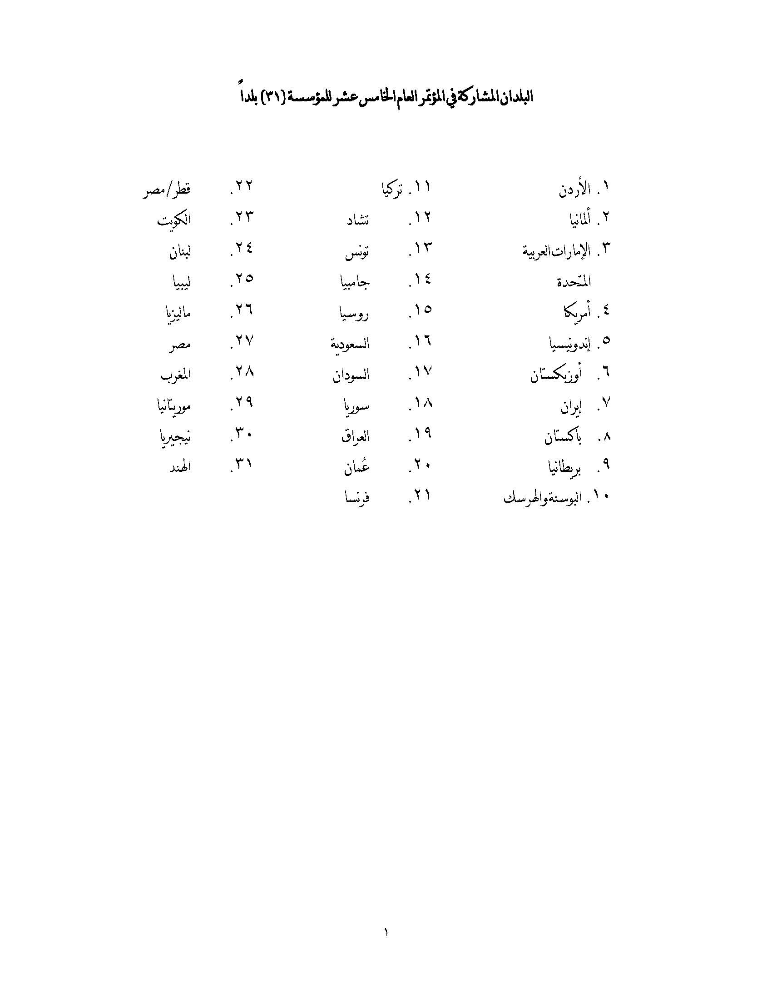 البلدان المشاركة في المؤتمر العام الخامس عشر للمؤسسة (٣١) بلداً
١. الأردن
٢. ألمانيا
٣. الإمارات العربية
المتحدة
٤. أمريكا
٥. إندونيسيا
٦. أوزبكستان
٧. إيران
٨. باكستان
٩. بريطانيا
١٠. البوسنة والهرسك
١١. تركيا
١٢. تشاد
١٣. تونس
١٤. جامبيا
١٥. روسيا
١٦. السعودية
١٧. السودان
١٨. سوريا
١٩. العراق
٢٠. عُمان
٢١. فرنسا
٢٢. قطر/مصر
٢٣. الكويت
٢٤. لبنان
٢٥. ليبيا
٢٦. ماليزيا
٢٧. مصر
٢٨. المغرب
٢٩. موريتانيا
٣٠. نيجيريا
٣١. الهند
١